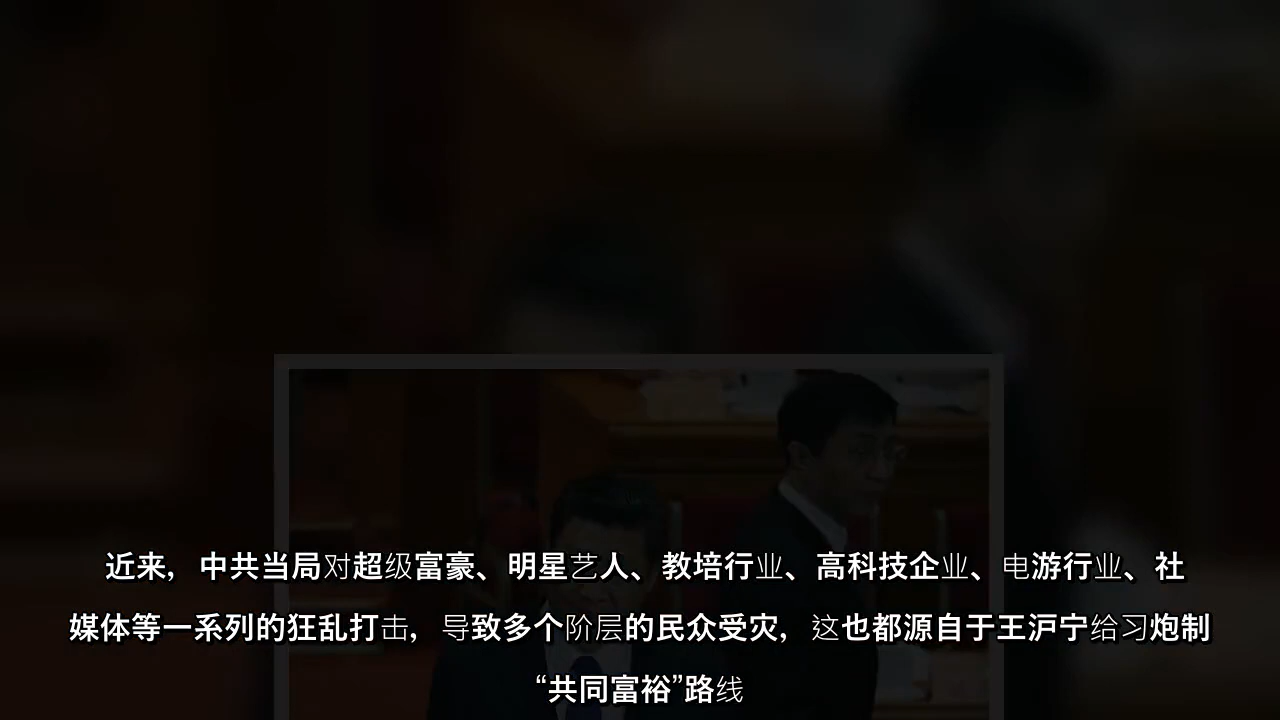 近来，中共当局对超级富豪、明星艺人、教培行业、高科技企业、电游行业、社
媒体等一系列的狂乱打击，导致多个阶层的民众受灾，这也都源自于王沪宁给习炮制
“共同富裕”路线